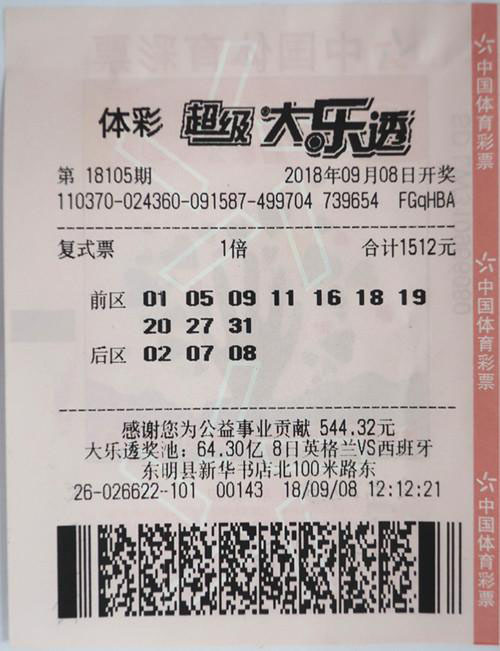 体彩 超级大乐透
第 18105期 2018年09月08日开奖
110370-024360-091587-499704 739654 FGqHBA
复式票 1倍 合计1512元
前区 01 05 09 11 16 18 19
20 27 31
后区 02 07 08
感谢您为公益事业贡献 544.32元
大乐透奖池：64.30亿 8日英格兰VS西班牙
东明县新华书店北100米路东
26-026622-101 00143 18/09/08 12:12:21
中国体育彩票
中国体育彩票
中国体育彩票
中国体育彩票